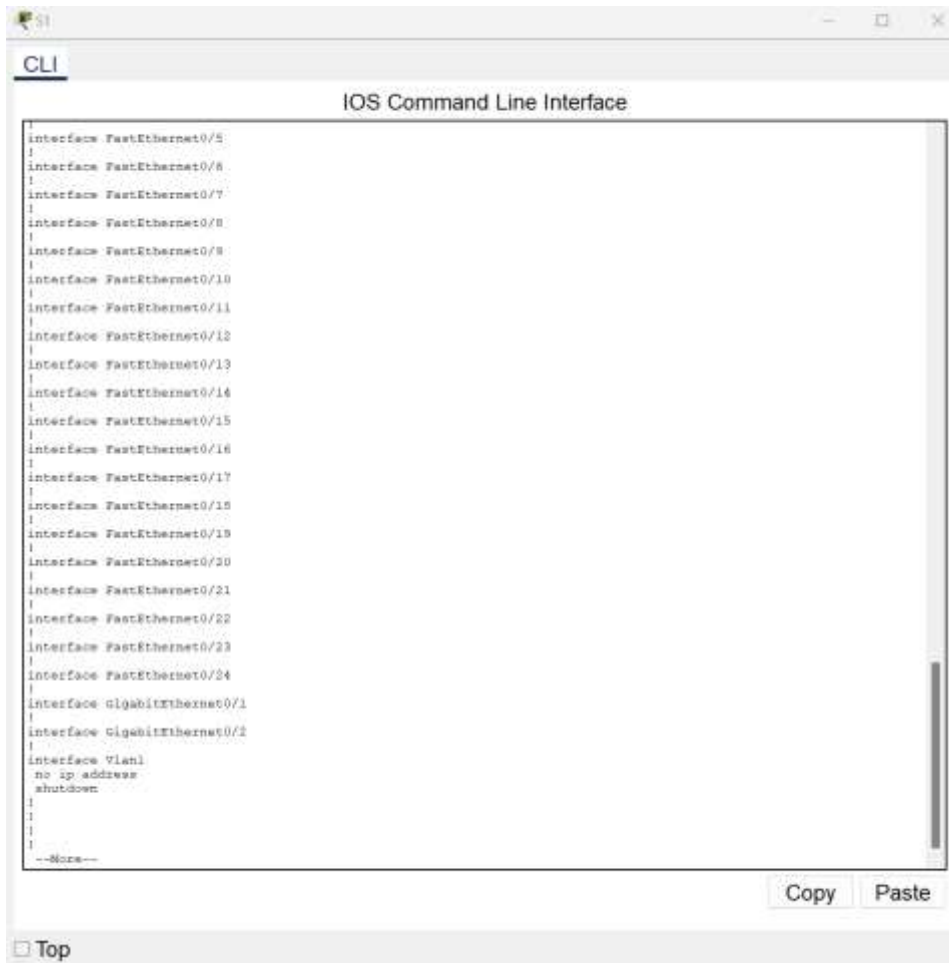 S1
CLI
IOS Command Line Interface
!
interface FastEthernet0/5
!
interface FastEthernet0/6
!
interface FastEthernet0/7
!
interface FastEthernet0/8
!
interface FastEthernet0/9
!
interface FastEthernet0/10
!
interface FastEthernet0/11
!
interface FastEthernet0/12
!
interface FastEthernet0/13
!
interface FastEthernet0/14
!
interface FastEthernet0/15
!
interface FastEthernet0/16
!
interface FastEthernet0/17
!
interface FastEthernet0/18
!
interface FastEthernet0/19
!
interface FastEthernet0/20
!
interface FastEthernet0/21
!
interface FastEthernet0/22
!
interface FastEthernet0/23
!
interface FastEthernet0/24
!
interface GigabitEthernet0/1
!
interface GigabitEthernet0/2
!
interface Vlan1
no ip address
shutdown
!
!
!
!
--More--
Copy Paste
Top